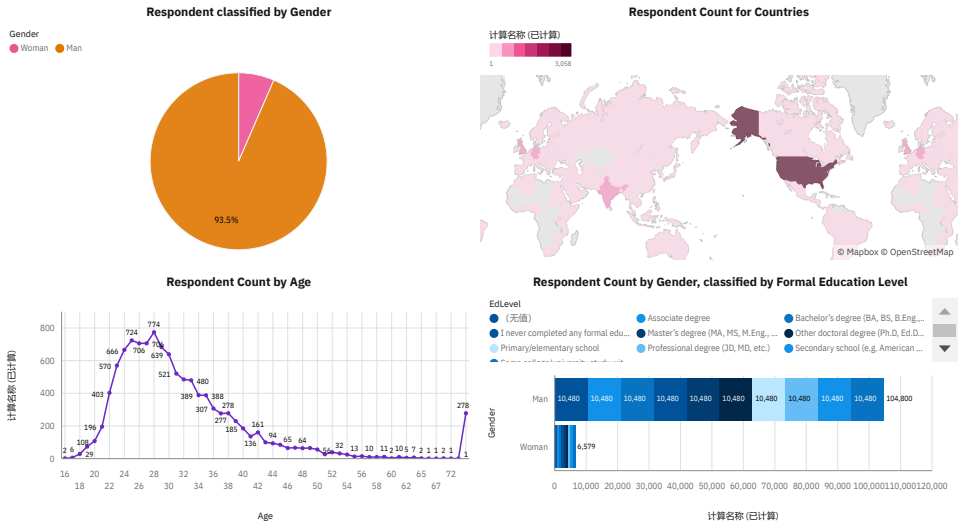 Respondent classified by Gender
Gender
Woman Man
93.5%
Respondent Count for Countries
计算名称 (已计算)
1 3,058
© Mapbox © OpenStreetMap
Respondent Count by Age
计算名称 (已计算)
800
600
400
200
0
2 6 29 108 196 403 570 666 724 706 774 706 639 521 389 480 307 388 277 278 185 136 161 94 65 64 56 32 13 10 11 2 10 5 7 2 1 1 2 1 278 1
16 20 24 28 32 36 40 44 48 52 56 60 65 72
18 22 26 30 34 38 42 46 50 54 58 62 67
Age
Respondent Count by Gender, classified by Formal Education Level
EdLevel
(无值) Associate degree Bachelor's degree (BA, BS, B.Eng.,...
I never completed any formal edu... Master's degree (MA, MS, M.Eng., ... Other doctoral degree (Ph.D, Ed.D...
Primary/elementary school Professional degree (JD, MD, etc.) Secondary school (e.g. American ...
Gender
Man 10,480 10,480 10,480 10,480 10,480 10,480 10,480 10,480 10,480 10,480 104,800
Woman 6,579
0 10,000 20,000 30,000 40,000 50,000 60,000 70,000 80,000 90,000 100,000 110,000 120,000
计算名称 (已计算)